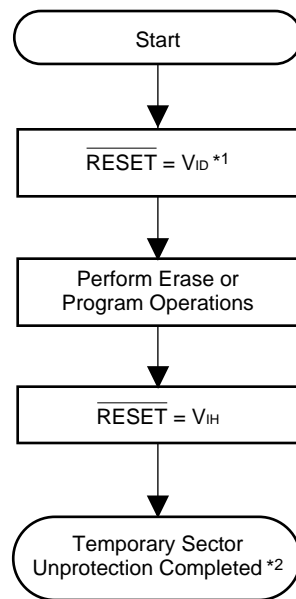 Start
RESET = VID *1
Perform Erase or
Program Operations
RESET = VIH
Temporary Sector
Unprotection Completed *2